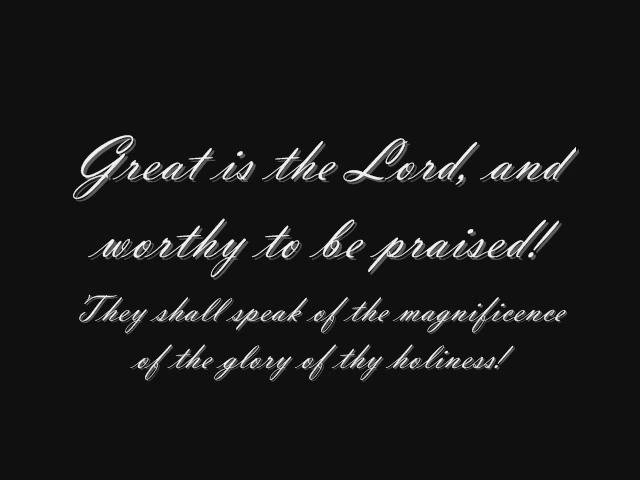 Great is the Lord, and
worthy to be praised!
They shall speak of the magnificence
of the glory of thy holiness!